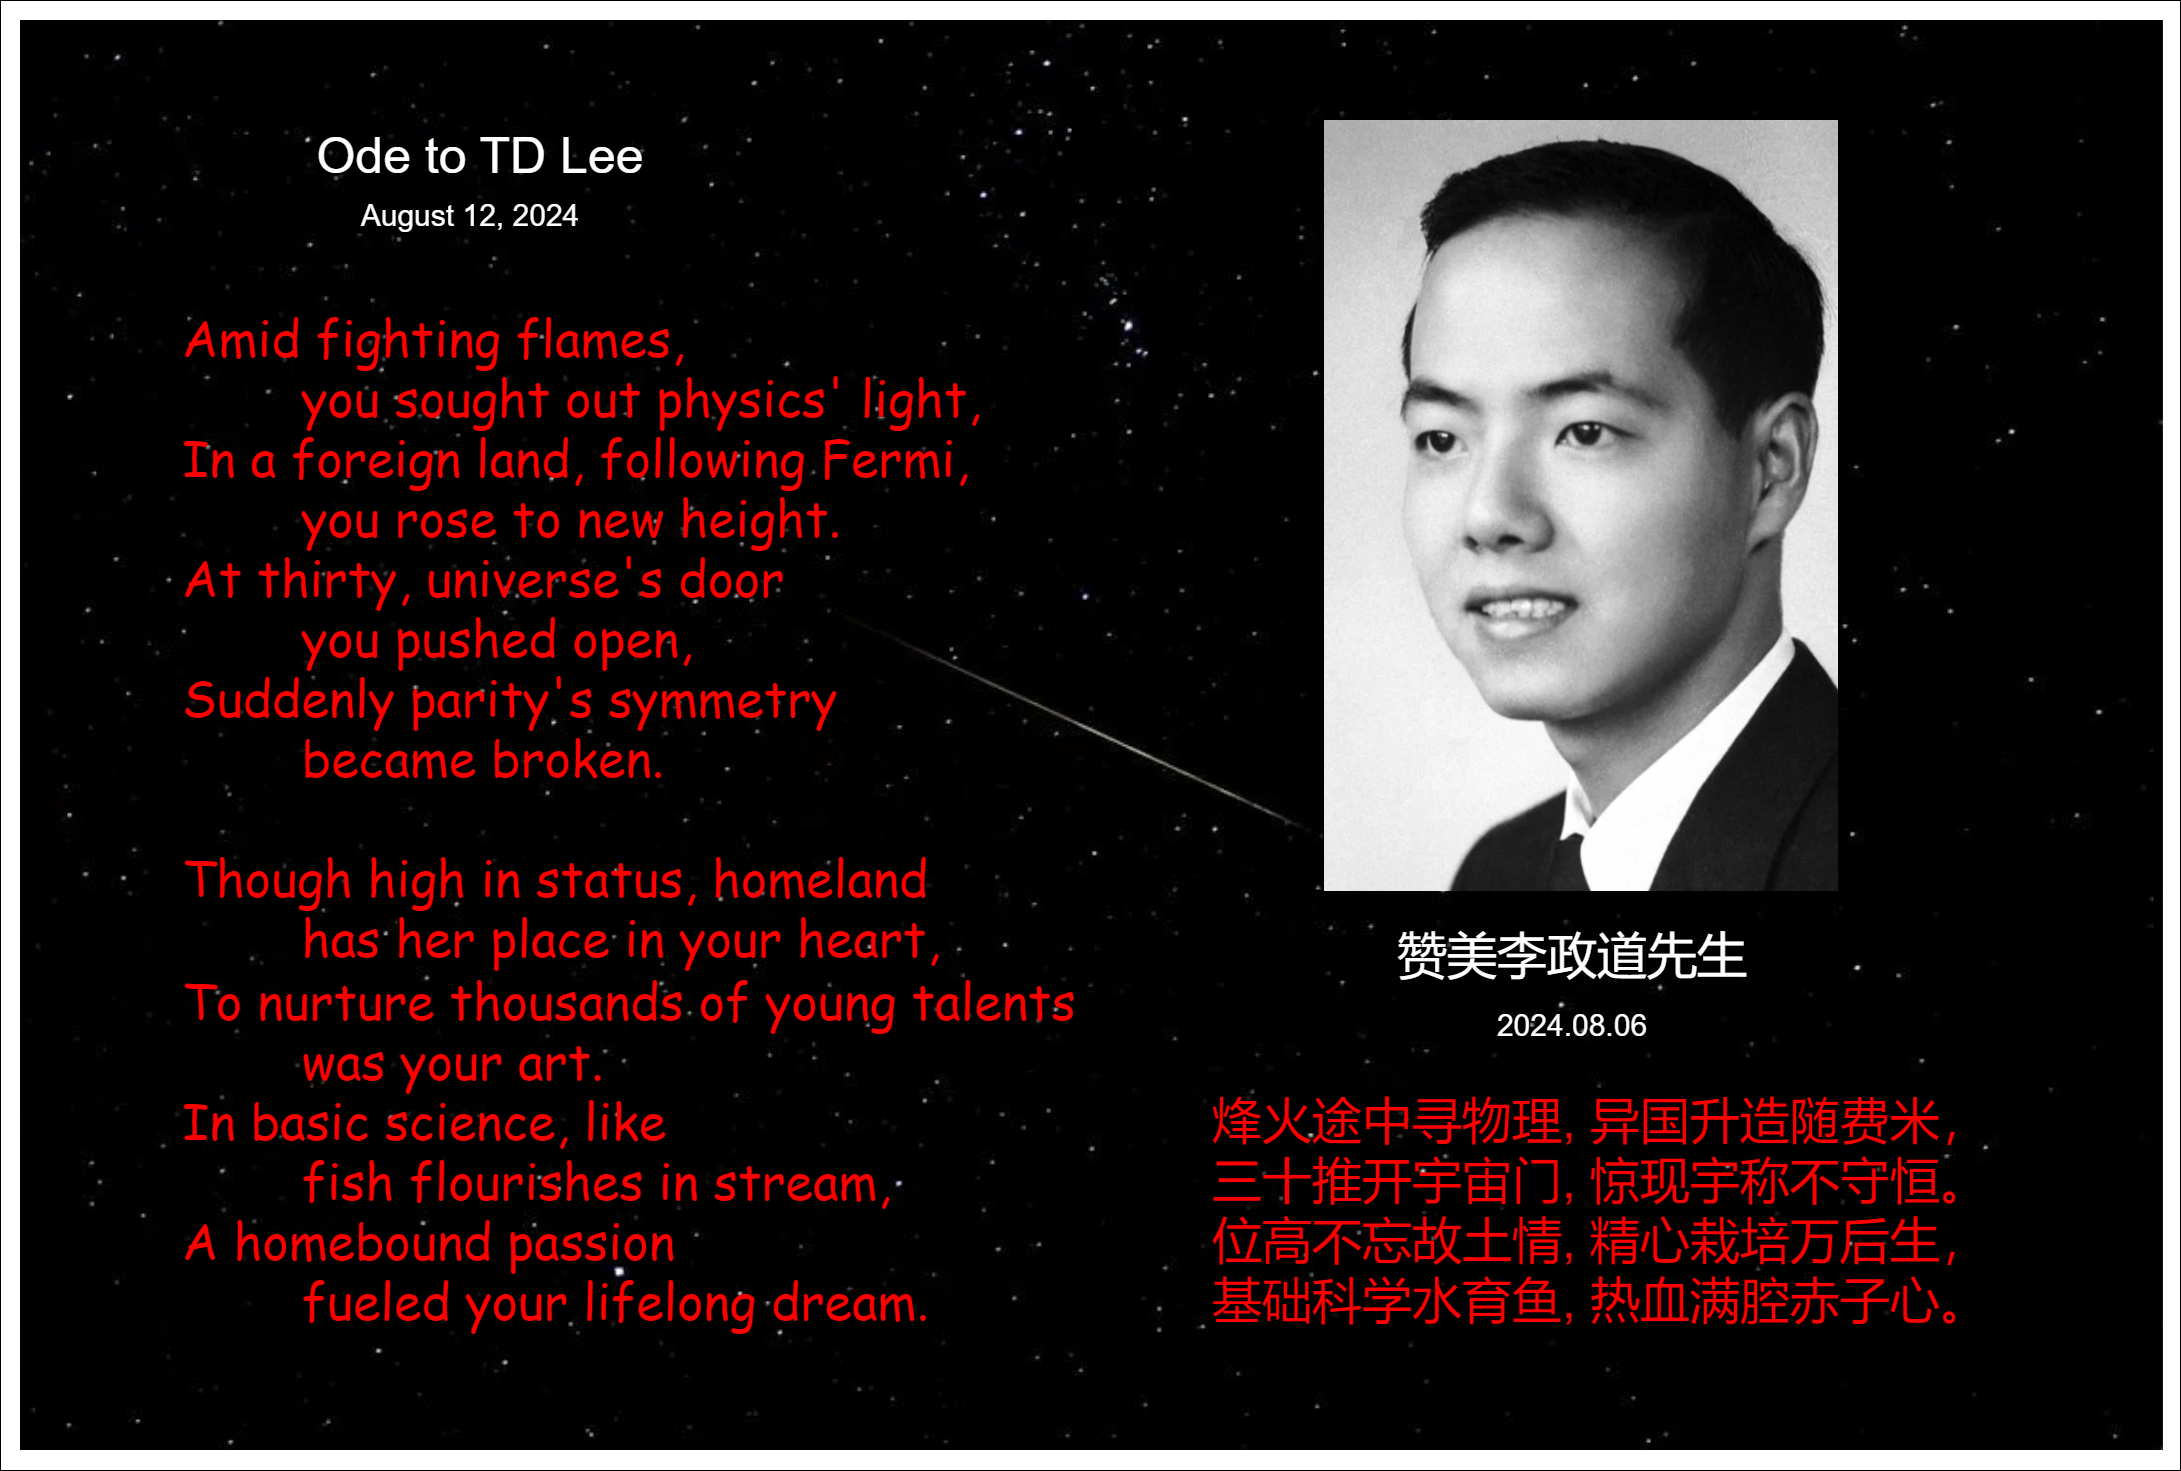 Ode to TD Lee
August 12, 2024
Amid fighting flames,
you sought out physics' light,
In a foreign land, following Fermi,
you rose to new height.
At thirty, universe's door
you pushed open,
Suddenly parity's symmetry
became broken.
Though high in status, homeland
has her place in your heart,
To nurture thousands of young talents
was your art.
In basic science, like
fish flourishes in stream,
A homebound passion
fueled your lifelong dream.
赞美李政道先生
2024.08.06
烽火途中寻物理, 异国升造随费米,
三十推开宇宙门, 惊现宇称不守恒。
位高不忘故土情, 精心栽培万后生,
基础科学水育鱼, 热血满腔赤子心。